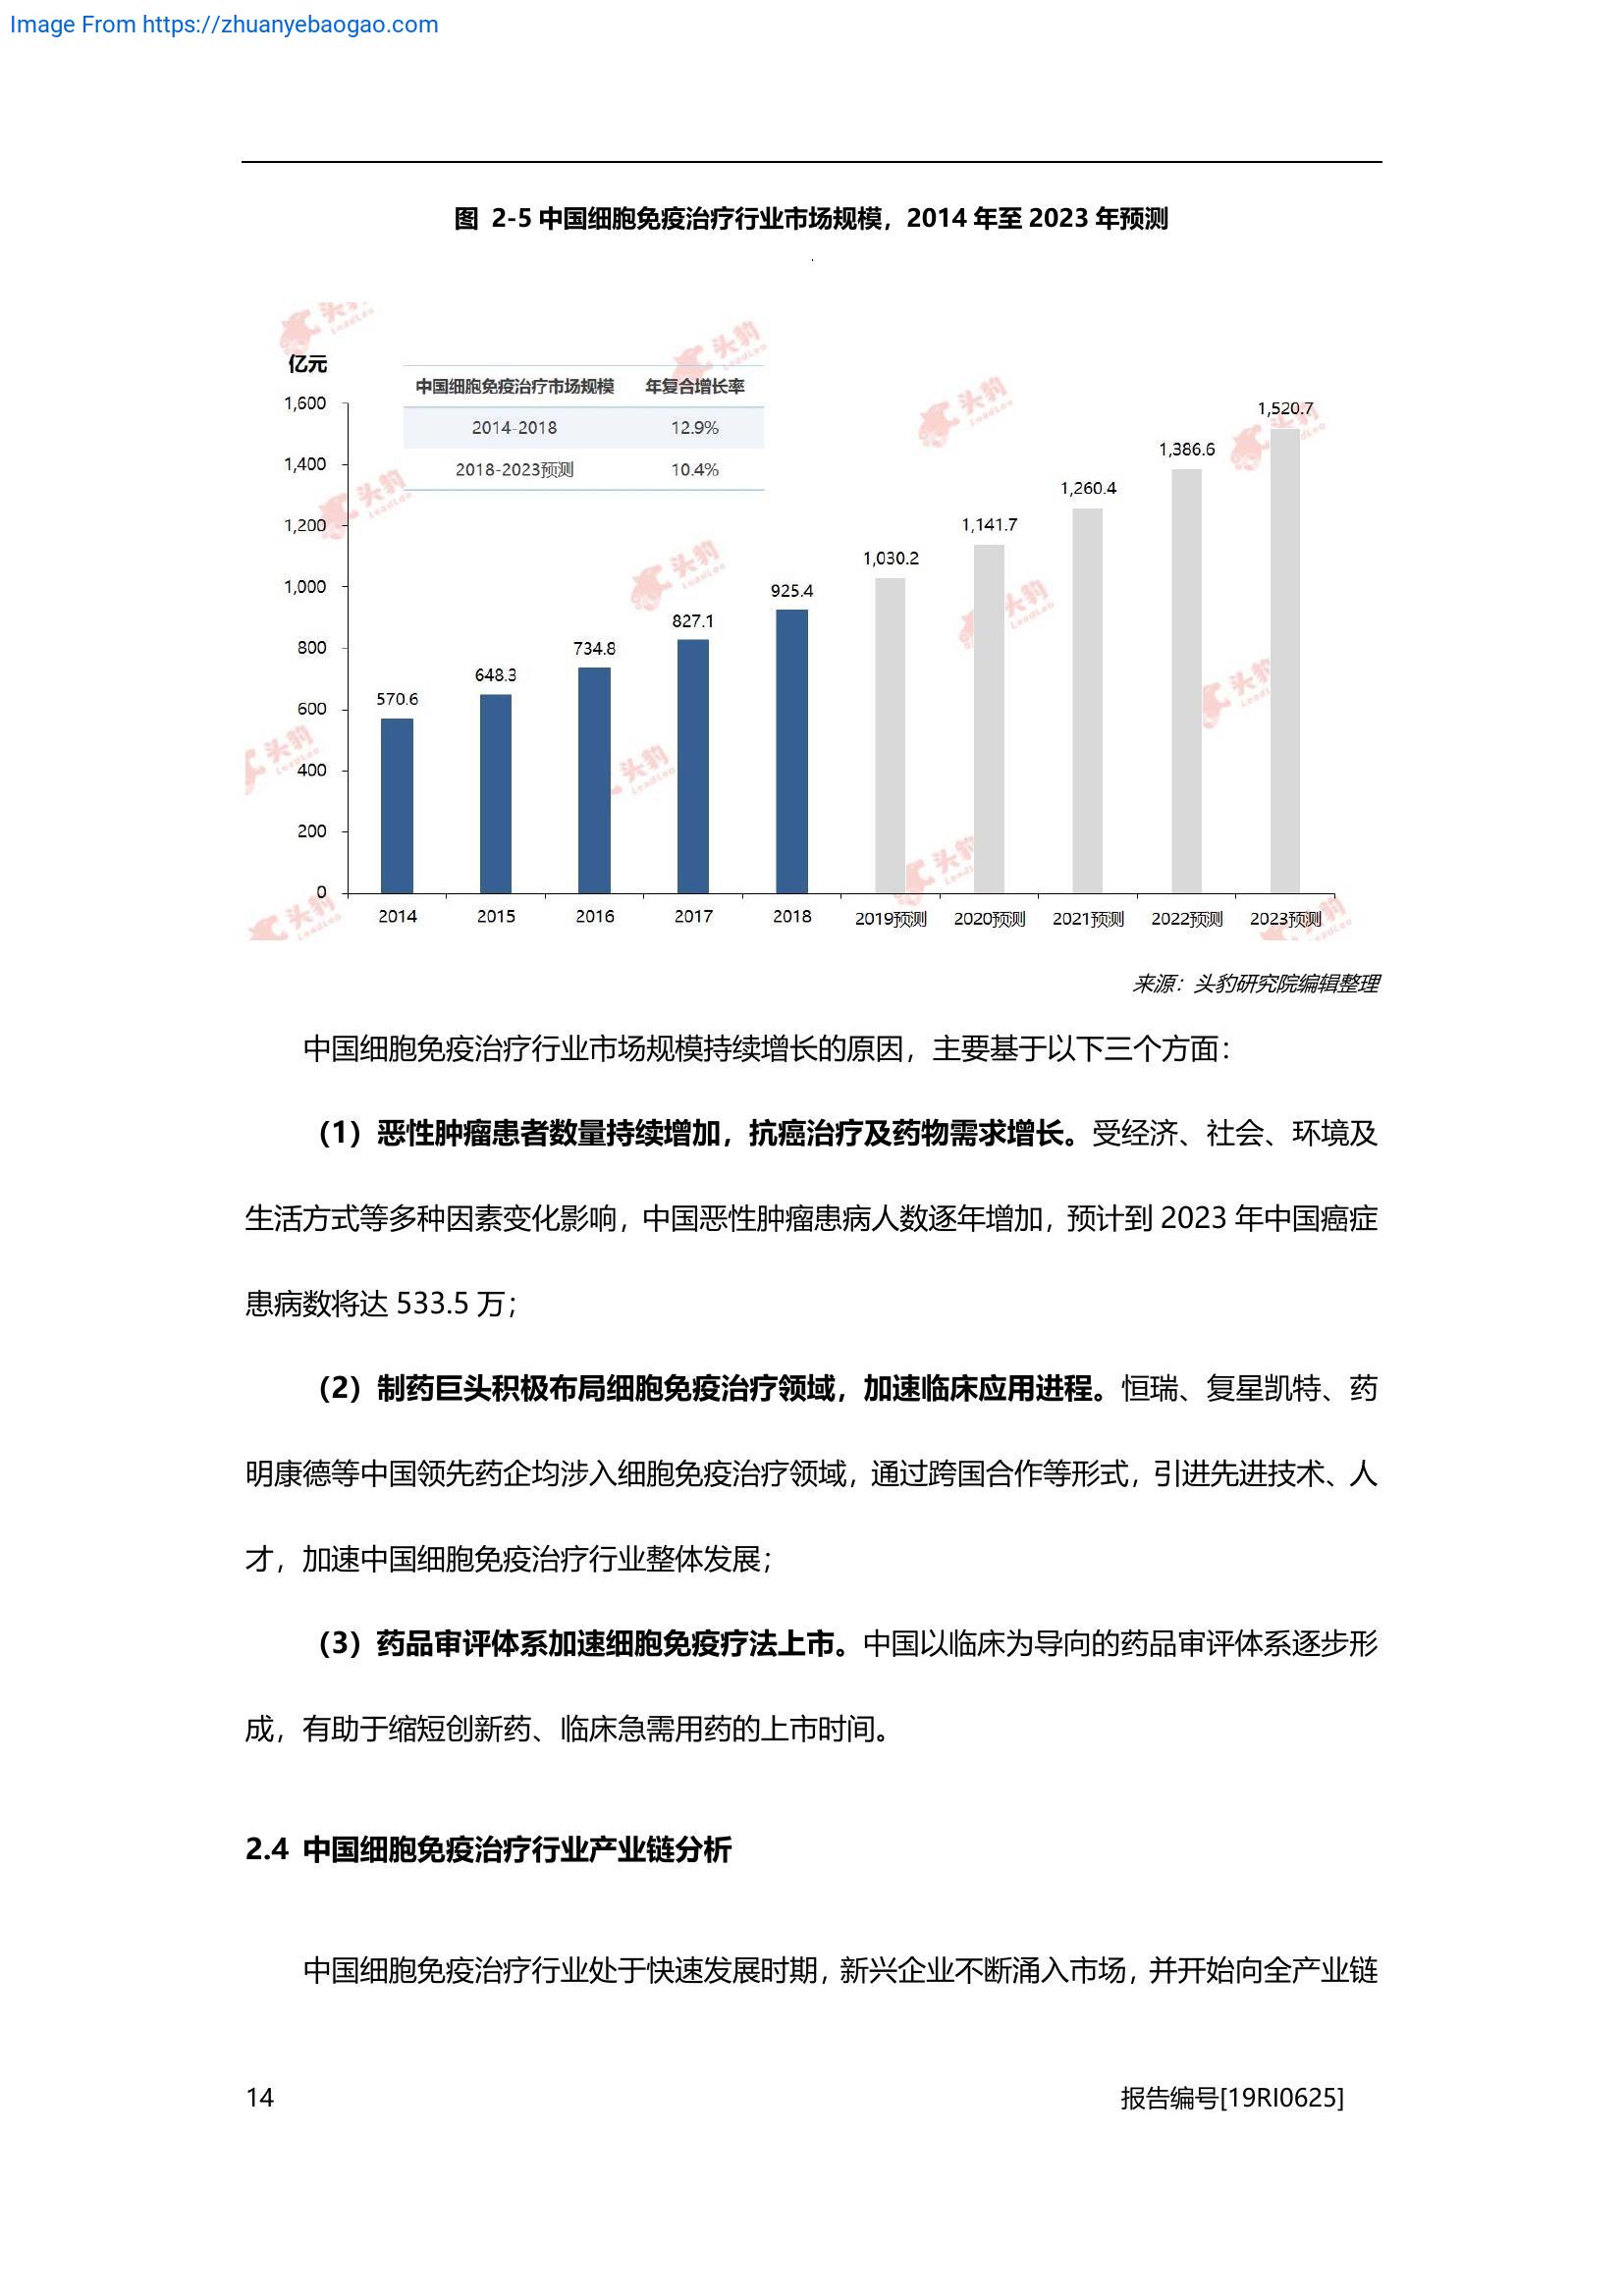 Image From https://zhuanyebaogao.com
图 2-5 中国细胞免疫治疗行业市场规模，2014 年至 2023 年预测
亿元
中国细胞免疫治疗市场规模 年复合增长率
2014-2018 12.9%
2018-2023预测 10.4%
1,600
1,400
1,200
1,000
800
600
400
200
0
570.6
648.3
734.8
827.1
925.4
1,030.2
1,141.7
1,260.4
1,386.6
1,520.7
2014 2015 2016 2017 2018 2019预测 2020预测 2021预测 2022预测 2023预测
头豹
LeadLeo
来源：头豹研究院编辑整理
中国细胞免疫治疗行业市场规模持续增长的原因，主要基于以下三个方面：
（1）恶性肿瘤患者数量持续增加，抗癌治疗及药物需求增长。受经济、社会、环境及
生活方式等多种因素变化影响，中国恶性肿瘤患病人数逐年增加，预计到 2023 年中国癌症
患病数将达 533.5 万；
（2）制药巨头积极布局细胞免疫治疗领域，加速临床应用进程。恒瑞、复星凯特、药
明康德等中国领先药企均涉入细胞免疫治疗领域，通过跨国合作等形式，引进先进技术、人
才，加速中国细胞免疫治疗行业整体发展；
（3）药品审评体系加速细胞免疫疗法上市。中国以临床为导向的药品审评体系逐步形
成，有助于缩短创新药、临床急需用药的上市时间。
2.4 中国细胞免疫治疗行业产业链分析
中国细胞免疫治疗行业处于快速发展时期，新兴企业不断涌入市场，并开始向全产业链
14 报告编号[19RI0625]